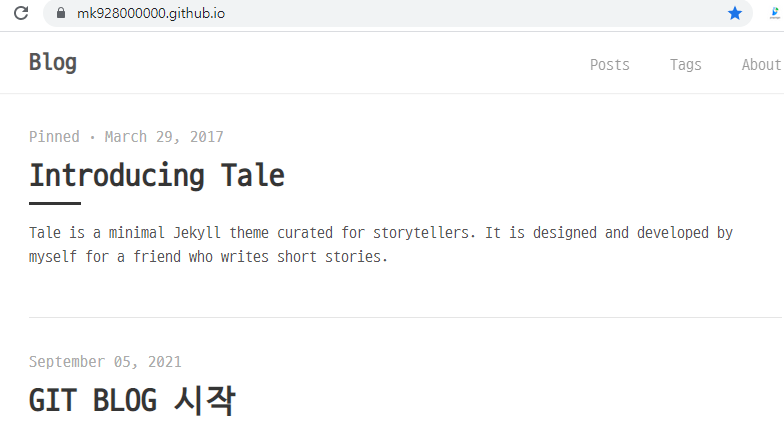 mk928000000.github.io
Blog
Posts Tags About
Pinned · March 29, 2017
Introducing Tale
Tale is a minimal Jekyll theme curated for storytellers. It is designed and developed by
myself for a friend who writes short stories.
September 05, 2021
GIT BLOG 시작